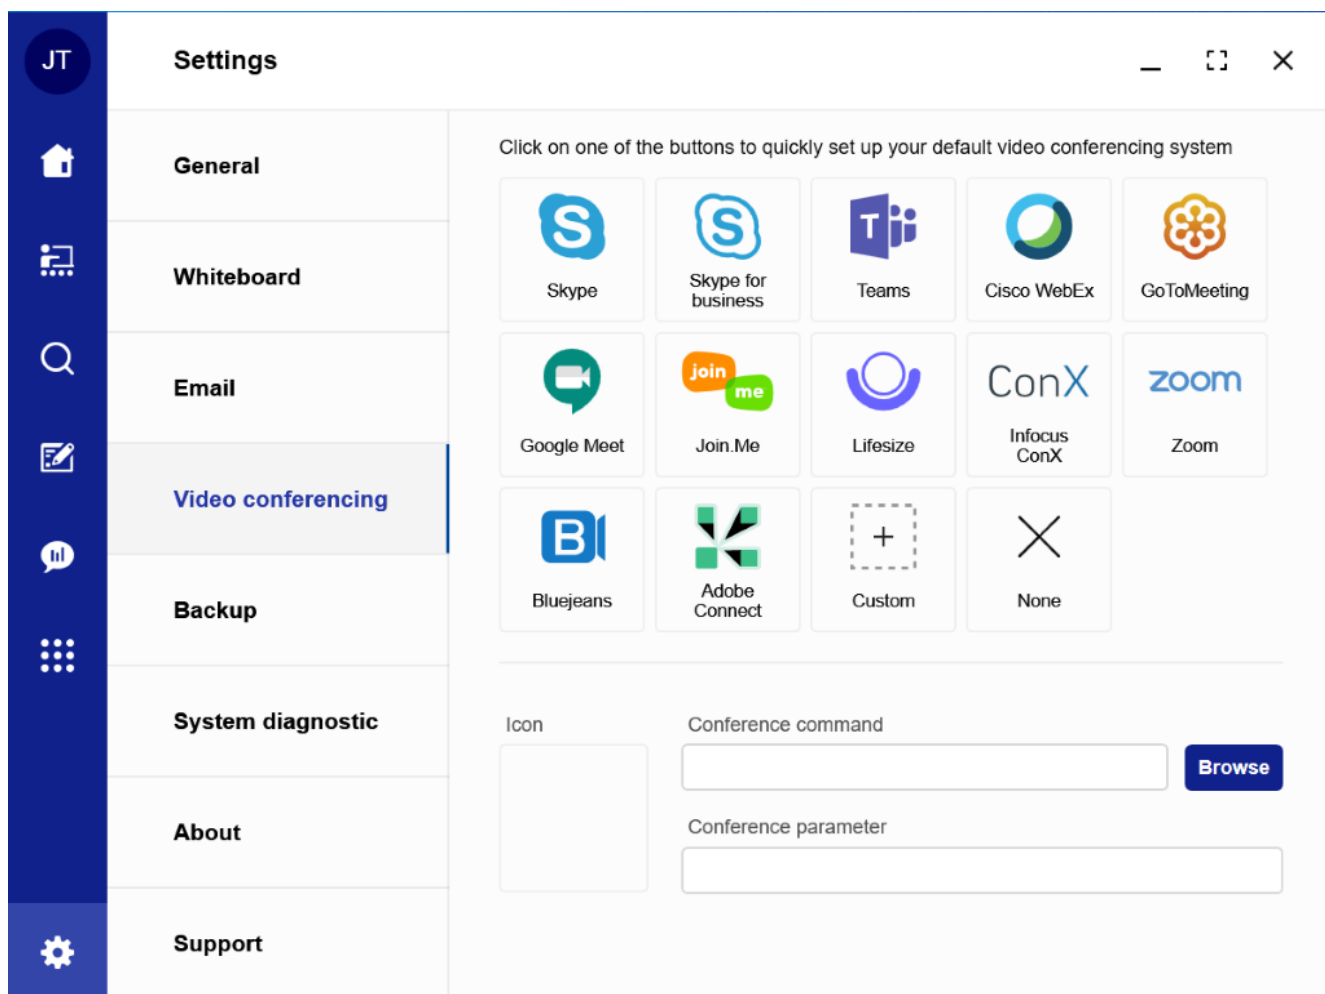 JT
Settings
General
Whiteboard
Email
Video conferencing
Backup
System diagnostic
About
Support
Click on one of the buttons to quickly set up your default video conferencing system
S
Skype
S
Skype for
business
T
Teams
Cisco WebEx
GoToMeeting
Google Meet
join
me
Join.Me
Lifesize
ConX
Infocus
ConX
zoom
Zoom
B
Bluejeans
Adobe
Connect
Custom
None
Icon
Conference command
Browse
Conference parameter